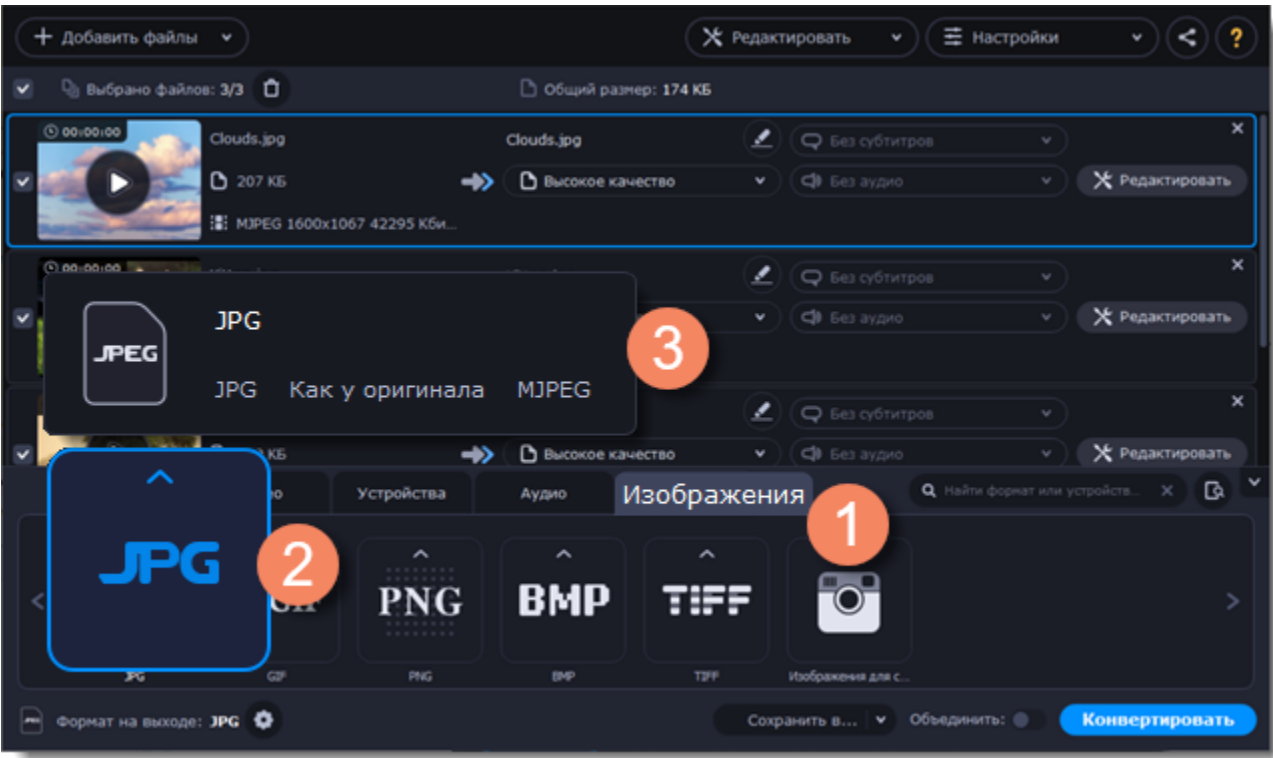 + Добавить файлы
Редактировать
Настройки
?
Выбрано файлов: 3/3
Общий размер: 174 КБ
00:00:00
Clouds.jpg
Clouds.jpg
Без субтитров
207 КБ
Высокое качество
Без аудио
Редактировать
MJPEG 1600x1067 42295 Кби...
00:00:00
Без субтитров
Без аудио
Редактировать
JPEG
JPG
JPG Как у оригинала MJPEG
3
Без субтитров
КБ
Высокое качество
Без аудио
Редактировать
Устройства
Аудио
Изображения
Найти формат или устройств...
1
JPG
2
PNG
BMP
TIFF
JPG
GIF
PNG
BMP
TIFF
Изображения для с...
Формат на выходе: JPG
Сохранить в...
Объединить:
Конвертировать